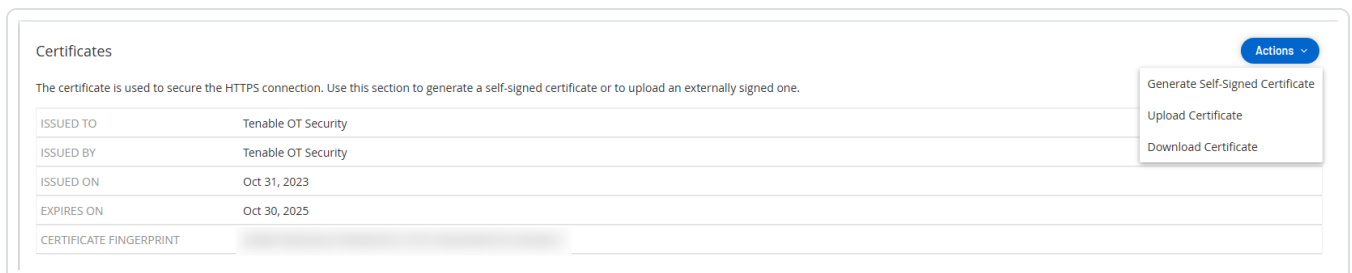 Certificates
Actions
The certificate is used to secure the HTTPS connection. Use this section to generate a self-signed certificate or to upload an externally signed one.
Generate Self-Signed Certificate
Upload Certificate
Download Certificate
ISSUED TO Tenable OT Security
ISSUED BY Tenable OT Security
ISSUED ON Oct 31, 2023
EXPIRES ON Oct 30, 2025
CERTIFICATE FINGERPRINT